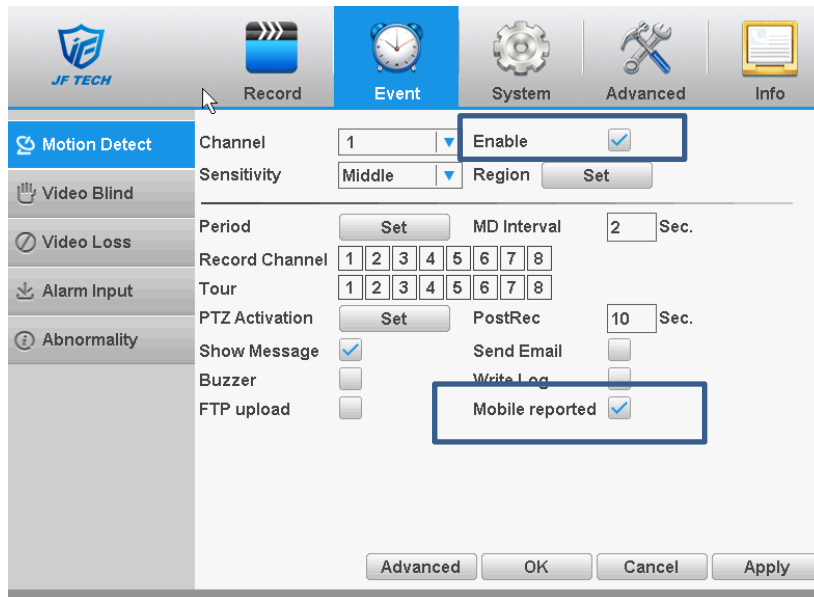 JF TECH
Record Event System Advanced Info
Motion Detect
Video Blind
Video Loss
Alarm Input
Abnormality
Channel 1 Enable
Sensitivity Middle Region Set
Period Set MD Interval 2 Sec.
Record Channel 1 2 3 4 5 6 7 8
Tour 1 2 3 4 5 6 7 8
PTZ Activation Set PostRec 10 Sec.
Show Message Send Email
Buzzer Write Log
FTP upload Mobile reported
Advanced OK Cancel Apply